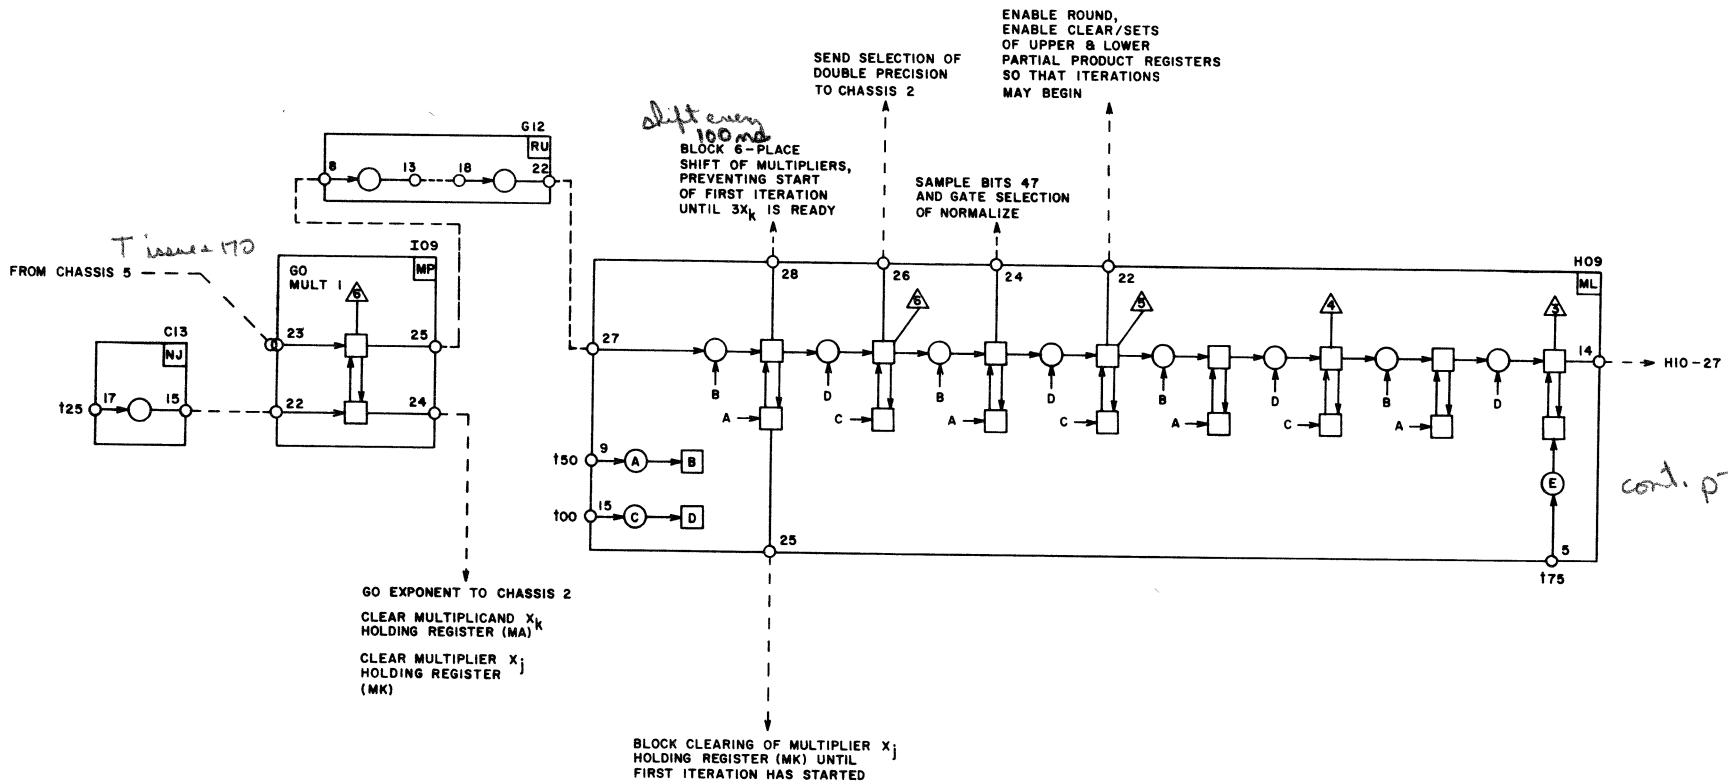 ENABLE ROUND,
ENABLE CLEAR/SETS
OF UPPER & LOWER
PARTIAL PRODUCT REGISTERS
SO THAT ITERATIONS
MAY BEGIN
SEND SELECTION OF
DOUBLE PRECISION
TO CHASSIS 2
shift every
100 ns
BLOCK 6-PLACE
SHIFT OF MULTIPLIERS,
PREVENTING START
OF FIRST ITERATION
UNTIL 3Xk IS READY
SAMPLE BITS 47
AND GATE SELECTION
OF NORMALIZE
G12
RU
8
13
18
22
T issue + 170
FROM CHASSIS 5
I09
MP
GO
MULT I
6
23
25
22
24
C13
NJ
t25
17
15
H09
ML
28
26
24
22
27
6
5
4
3
14
H10-27
B
D
B
D
B
D
B
D
A
C
A
C
A
C
A
t50
9
A
B
t00
15
C
D
25
E
5
t75
cont. p
GO EXPONENT TO CHASSIS 2
CLEAR MULTIPLICAND Xk
HOLDING REGISTER (MA)
CLEAR MULTIPLIER Xj
HOLDING REGISTER
(MK)
BLOCK CLEARING OF MULTIPLIER Xj
HOLDING REGISTER (MK) UNTIL
FIRST ITERATION HAS STARTED